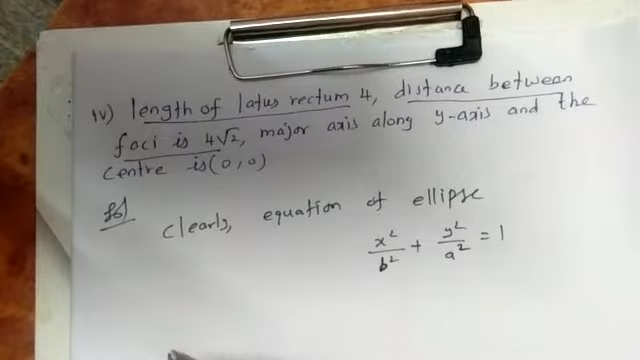 iv) length of latus rectum 4, distance between
foci is 4√2, major axis along y-axis and the
centre is (0,0)
Sol
clearly, equation of ellipse
x²/b² + y²/a² = 1